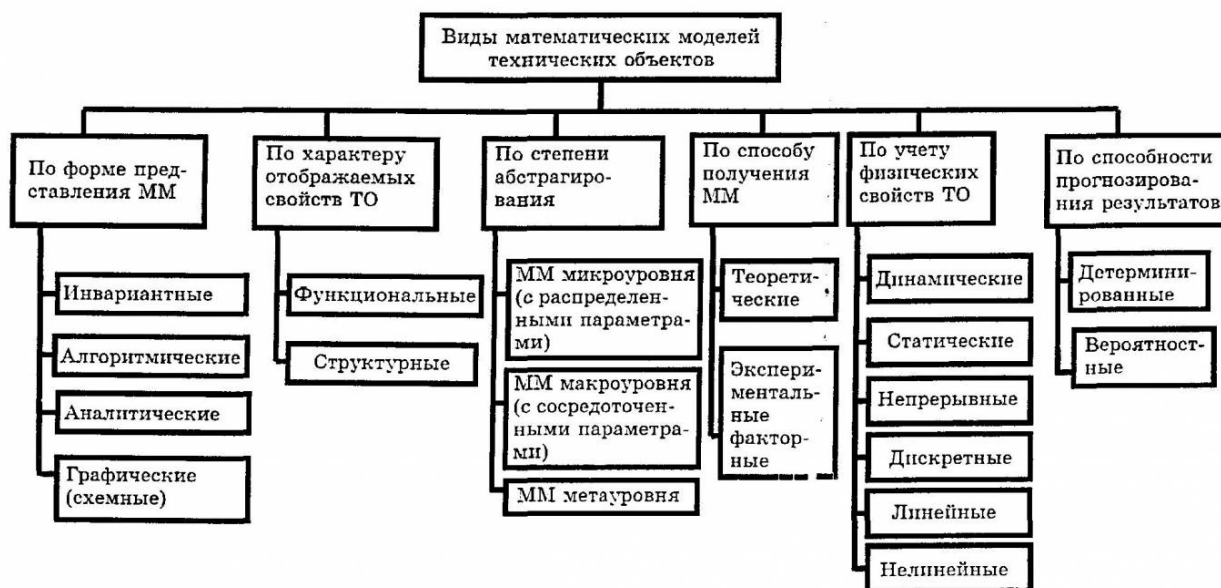 Виды математических моделей
технических объектов
По форме пред-
ставления ММ
Инвариантные
Алгоритмические
Аналитические
Графические
(схемные)
По характеру
отображаемых
свойств ТО
Функциональные
Структурные
По степени
абстрагиро-
вания
ММ микроуровня
(с распределен-
ными параметра-
ми)
ММ макроуровня
(с сосредоточен-
ными параметра-
ми)
ММ метауровня
По способу
получения
ММ
Теорети-
ческие
Экспери-
менталь-
ные
фактор-
ные
По учету
физических
свойств ТО
Динамические
Статические
Непрерывные
Дискретные
Линейные
Нелинейные
По способности
прогнозирова-
ния результатов
Детермини-
рованные
Вероятност-
ные